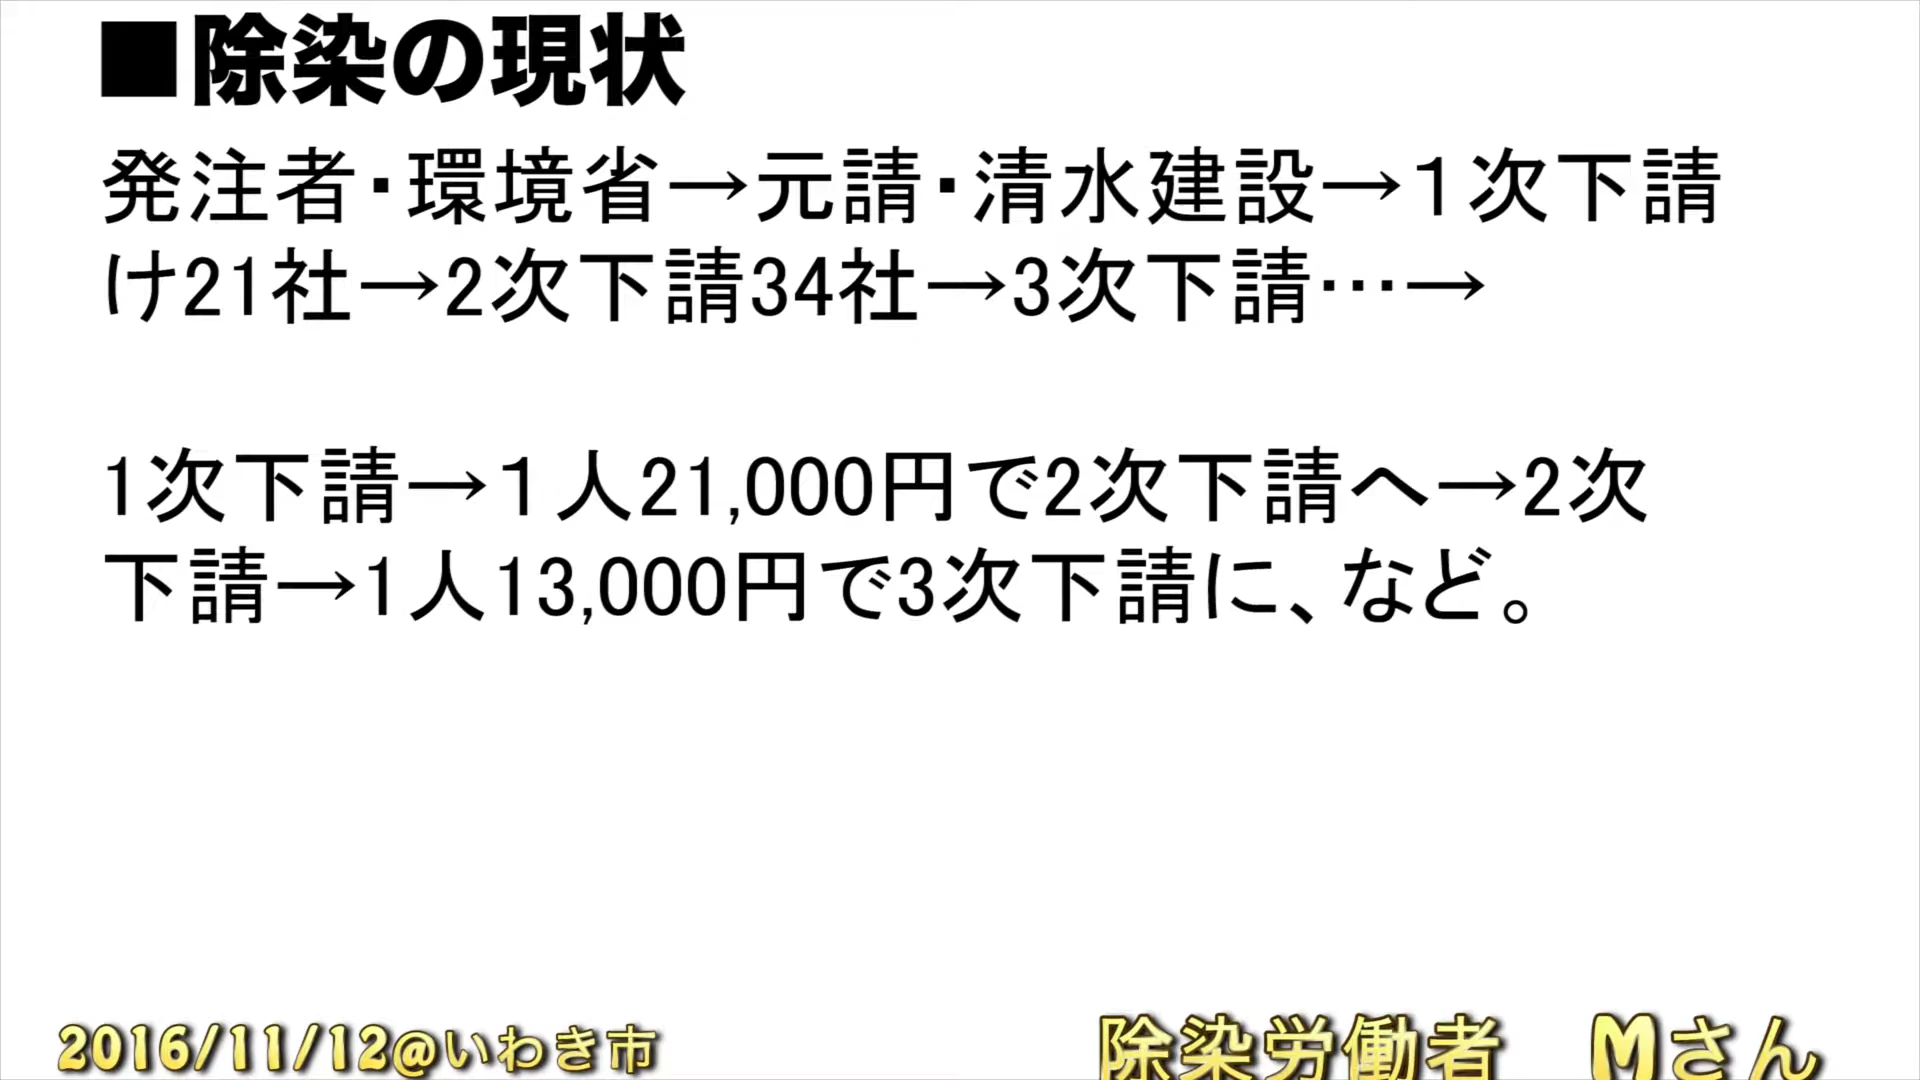 ■除染の現状
発注者・環境省→元請・清水建設→１次下請
け21社→2次下請34社→3次下請…→
1次下請→１人21,000円で2次下請へ→2次
下請→1人13,000円で3次下請に、など。
2016/11/12@いわき市
除染労働者　Mさん